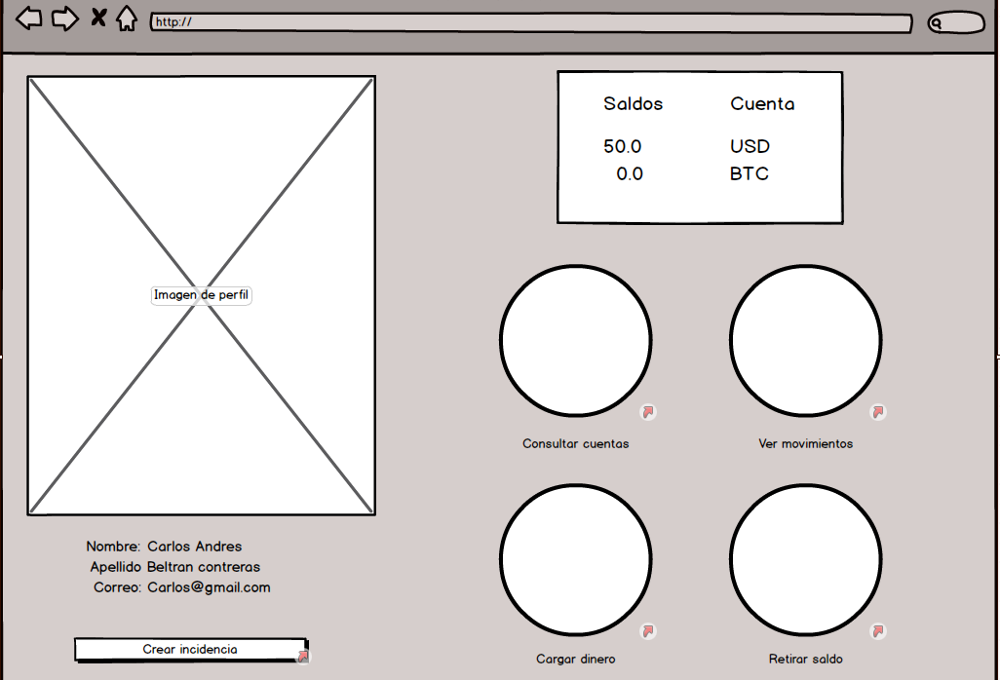 http://
Imagen de perfil
Nombre: Carlos Andres
Apellido Beltran contreras
Correo: Carlos@gmail.com
Crear incidencia
Saldos Cuenta
50.0 USD
0.0 BTC
Consultar cuentas
Ver movimientos
Cargar dinero
Retirar saldo